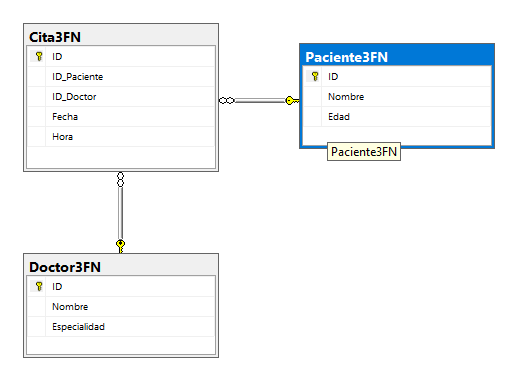 Cita3FN
ID
ID_Paciente
ID_Doctor
Fecha
Hora
Paciente3FN
ID
Nombre
Edad
Paciente3FN
Doctor3FN
ID
Nombre
Especialidad